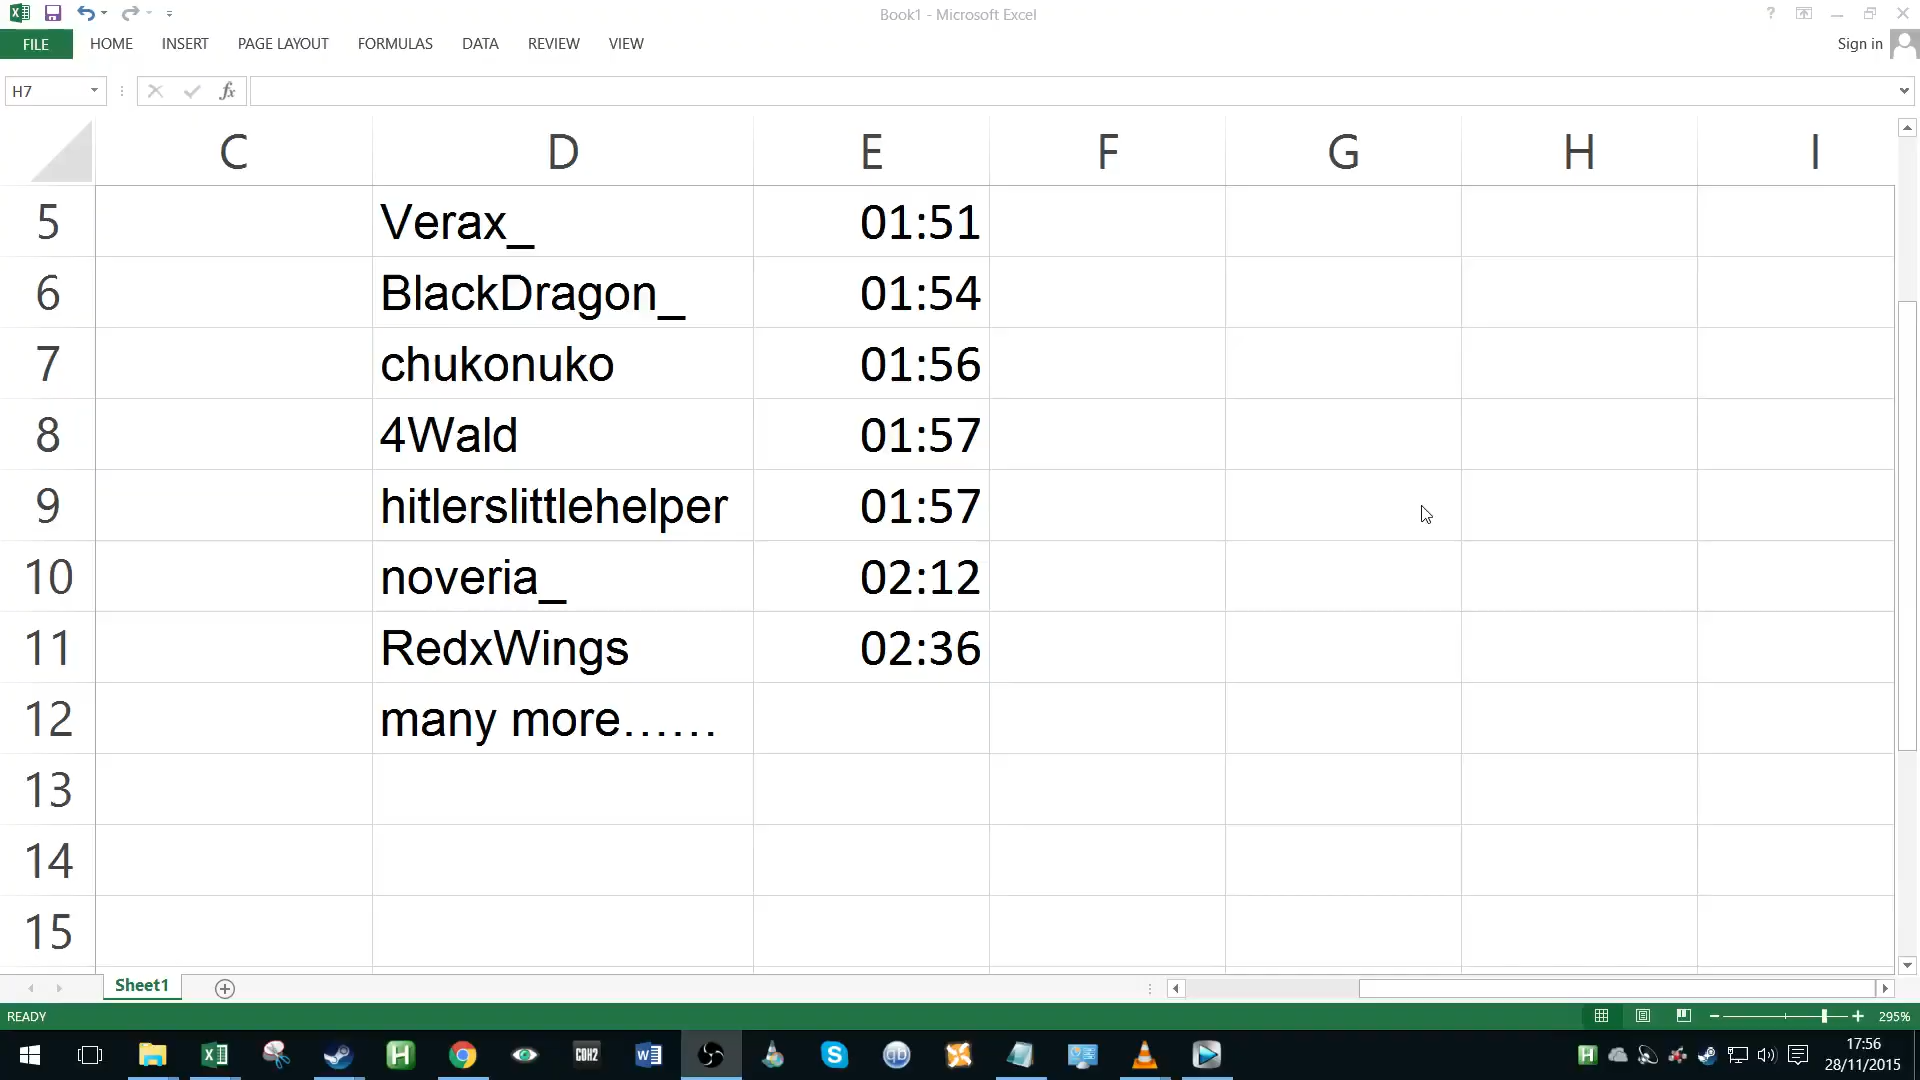 Book1 - Microsoft Excel
FILE HOME INSERT PAGE LAYOUT FORMULAS DATA REVIEW VIEW Sign in
H7 fx
C D E F G H I
5 Verax_ 01:51
6 BlackDragon_ 01:54
7 chukonuko 01:56
8 4Wald 01:57
9 hitlerslittlehelper 01:57
10 noveria_ 02:12
11 RedxWings 02:36
12 many more......
13
14
15
Sheet1
READY 295%
COH2 qb 17:56
28/11/2015